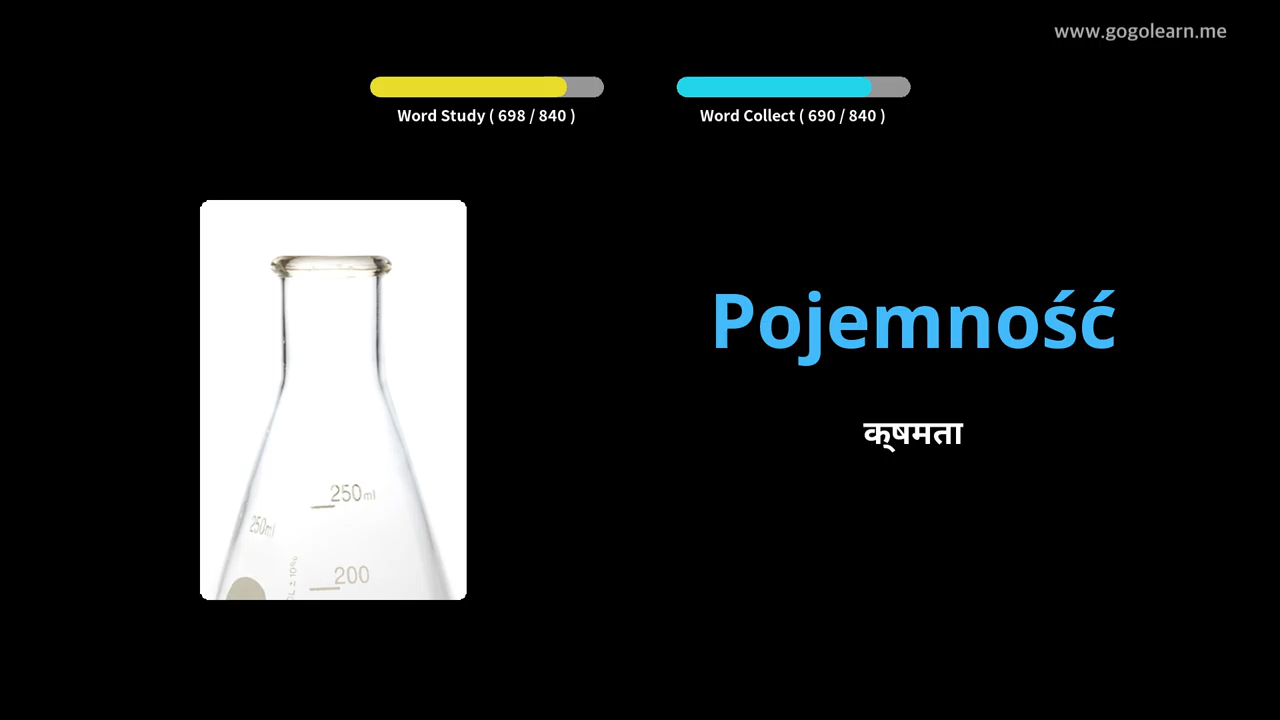 www.gogolearn.me
Word Study ( 698 / 840 )
Word Collect ( 690 / 840 )
Pojemność
क्षमता
250ml
250ml
200